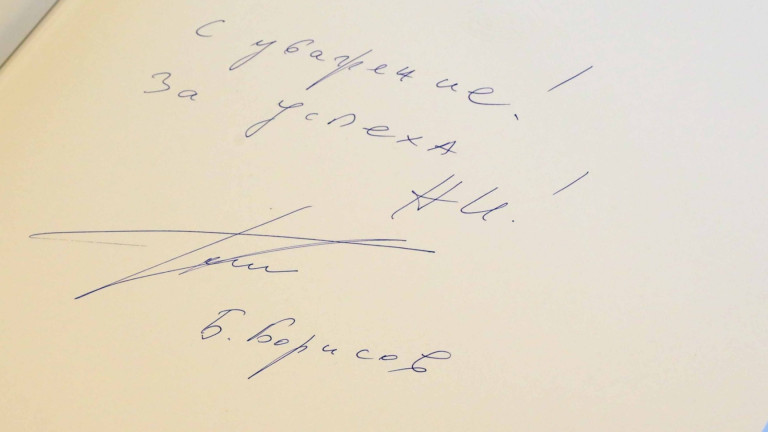 С уважение!
За успеха
НИ!
Б. Борисов